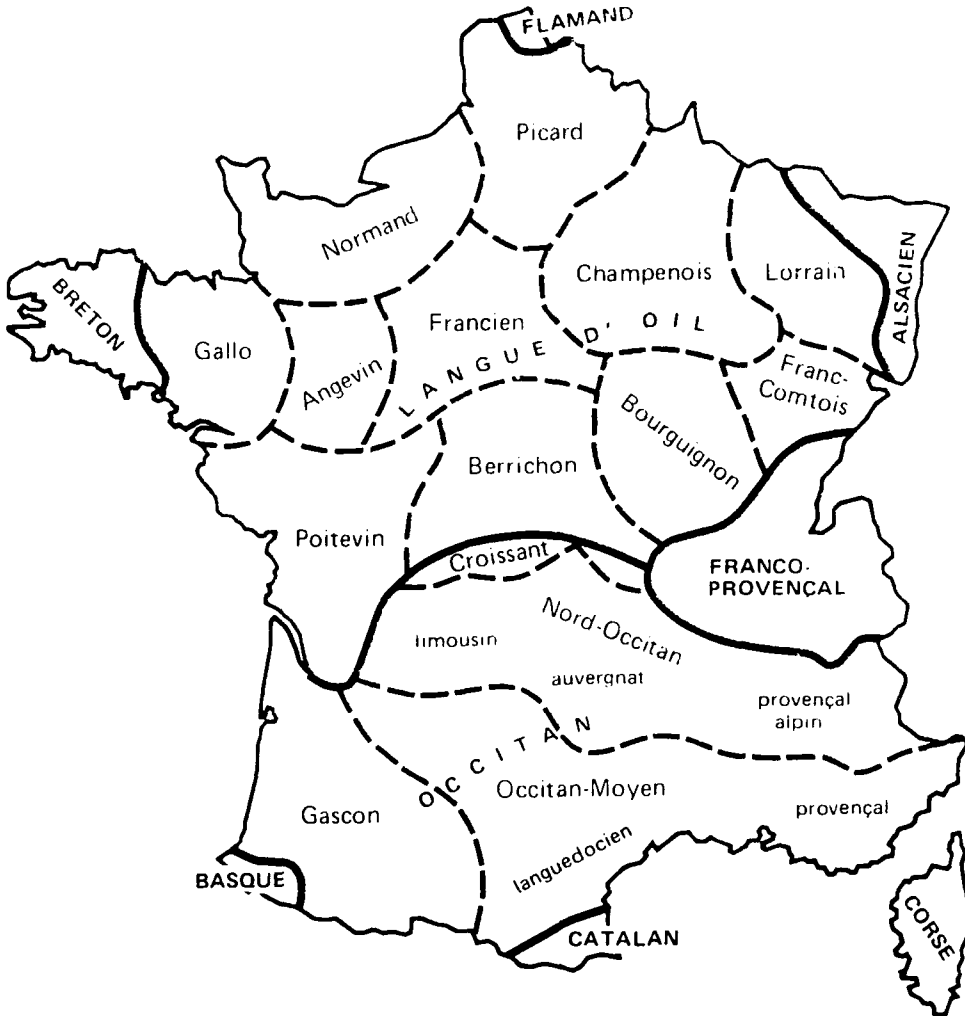 FLAMAND
Picard
Normand
Champenois
Lorrain
ALSACIEN
BRETON
Gallo
Angevin
Francien
LANGUE D'OIL
Franc-
Comtois
Bourguignon
Berrichon
Poitevin
Croissant
FRANCO-
PROVENÇAL
Nord-Occitan
limousin
auvergnat
provençal
alpin
OCCITAN
Occitan-Moyen
Gascon
provençal
languedocien
BASQUE
CATALAN
CORSE